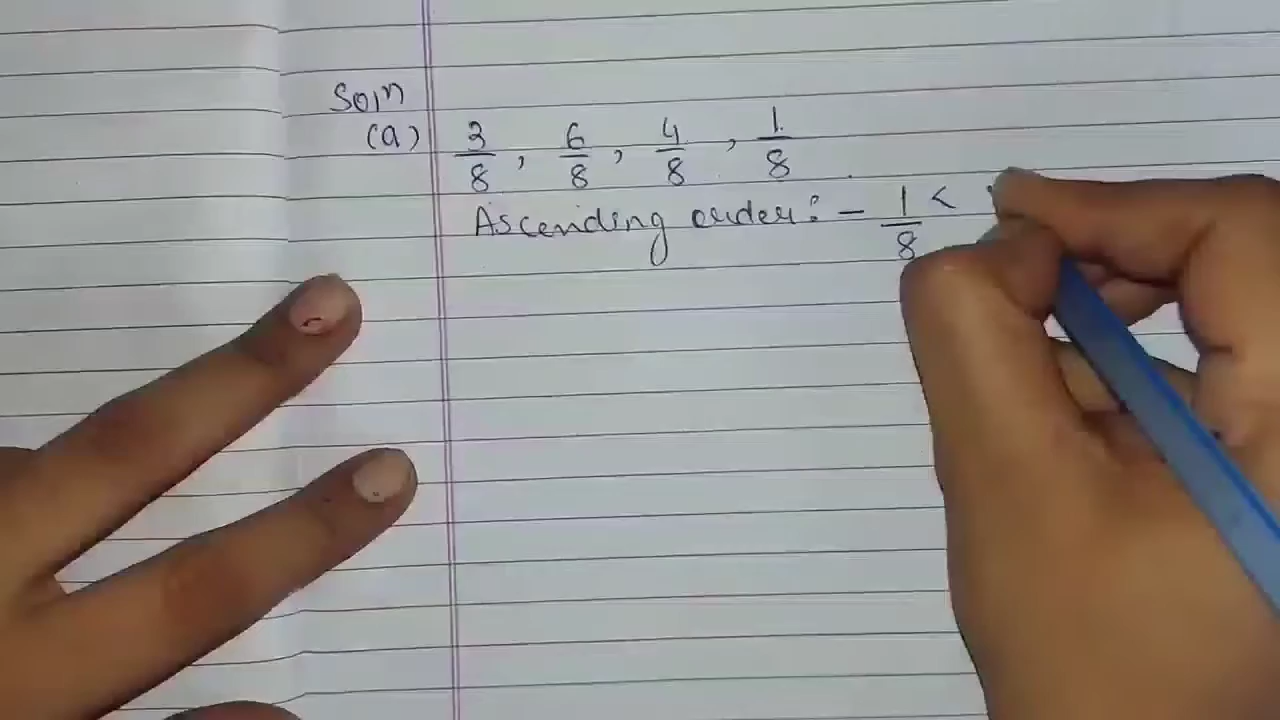 Soln
(a) 3/8 , 6/8 , 4/8 , 1/8
Ascending order:- 1/8 <